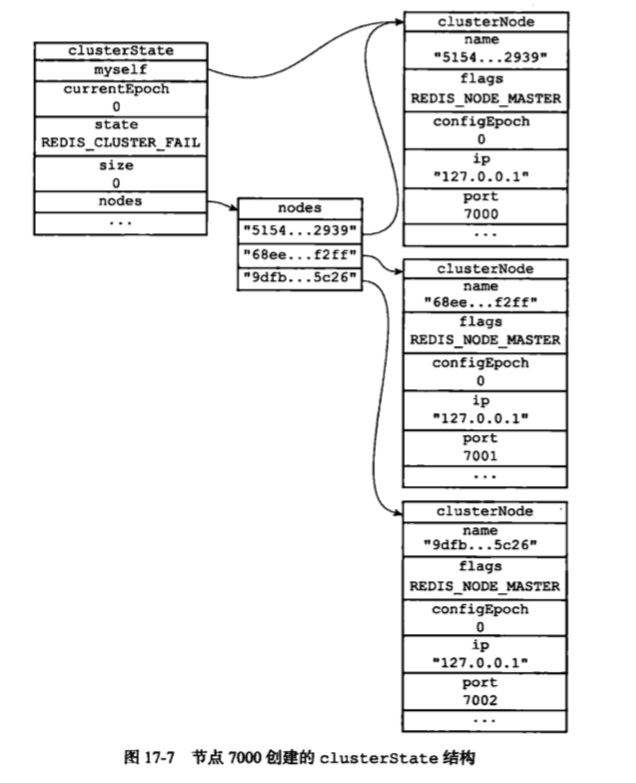 clusterState
myself
currentEpoch
0
state
REDIS_CLUSTER_FAIL
size
0
nodes
...
nodes
"5154...2939"
"68ee...f2ff"
"9dfb...5c26"
clusterNode
name
"5154...2939"
flags
REDIS_NODE_MASTER
configEpoch
0
ip
"127.0.0.1"
port
7000
...
clusterNode
name
"68ee...f2ff"
flags
REDIS_NODE_MASTER
configEpoch
0
ip
"127.0.0.1"
port
7001
...
clusterNode
name
"9dfb...5c26"
flags
REDIS_NODE_MASTER
configEpoch
0
ip
"127.0.0.1"
port
7002
...
图 17-7 节点 7000 创建的 clusterState 结构